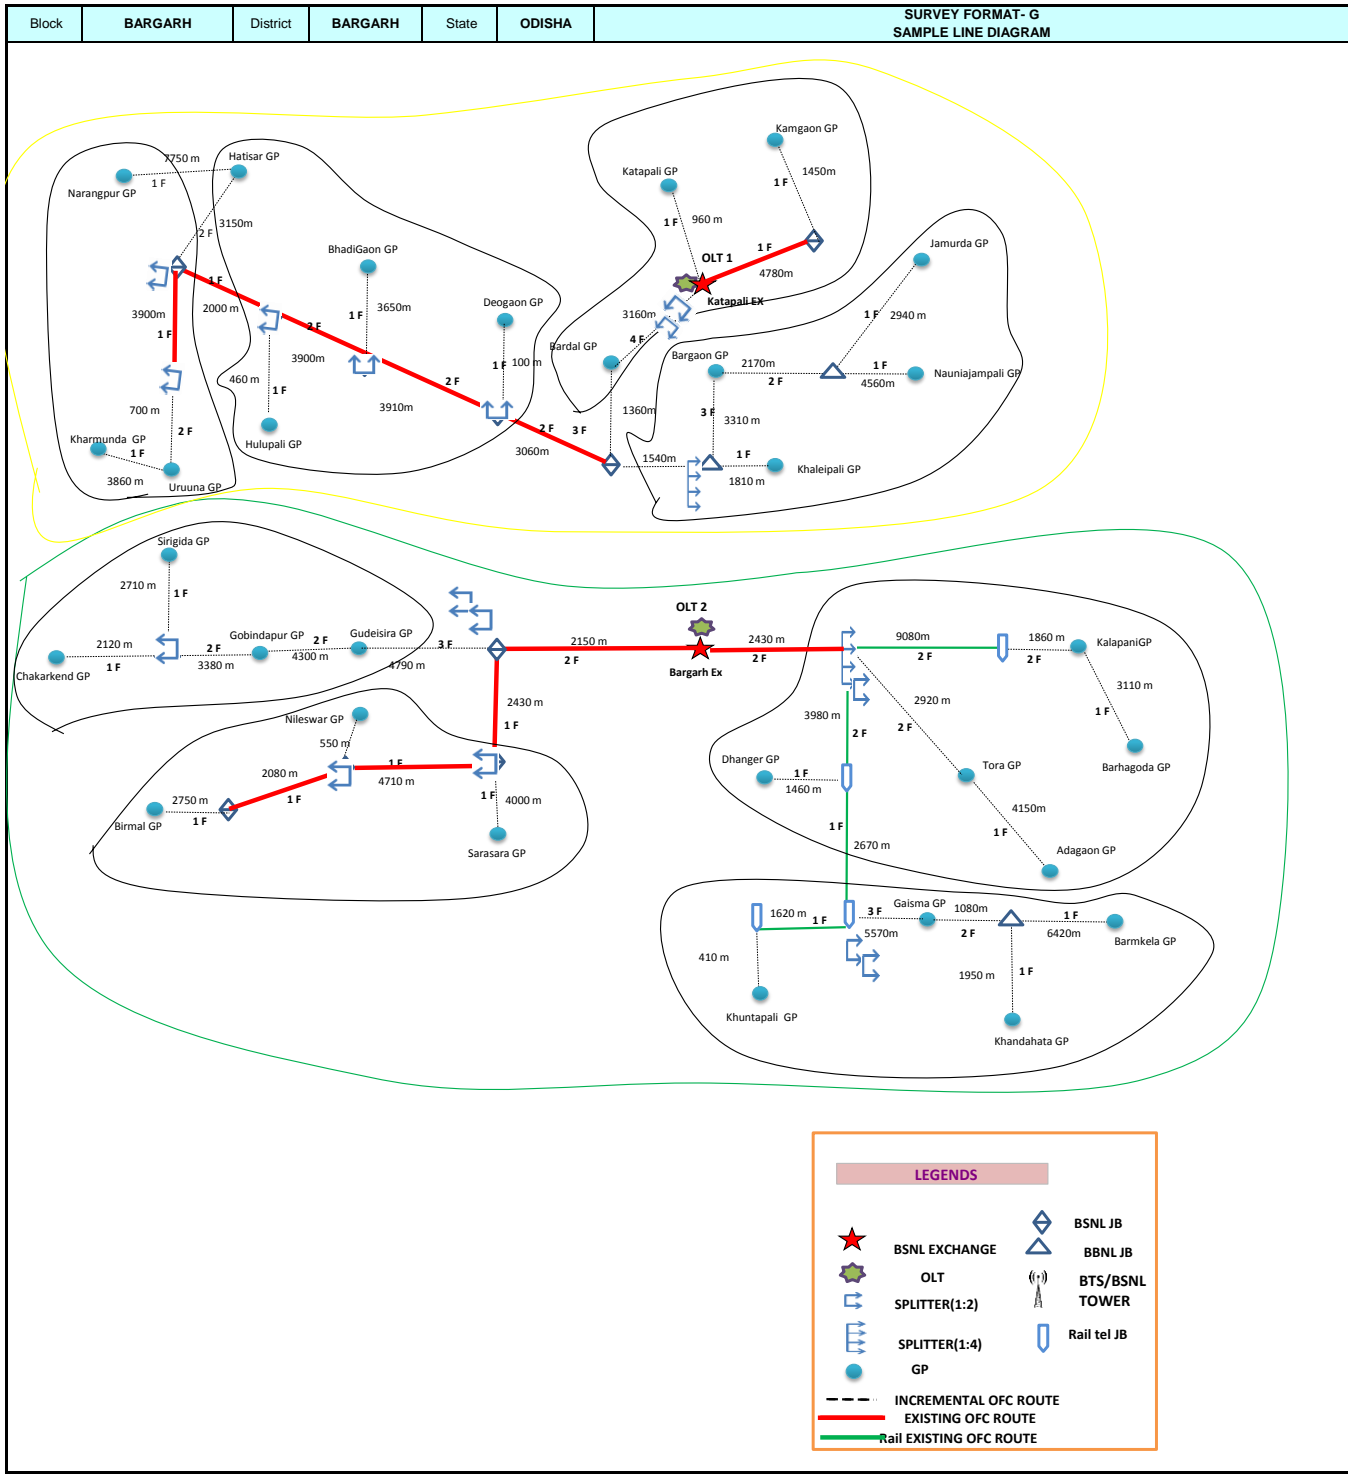 Block BARGARH District BARGARH State ODISHA SURVEY FORMAT- G
SAMPLE LINE DIAGRAM
Kamgaon GP
7750 m Hatisar GP
1 F
Narangpur GP
Katapali GP
1 F 1450m
3150m
2 F
1 F 960 m
BhadiGaon GP
OLT 1
1 F
4780m
Jamurda GP
1 F
2000 m
3900m
1 F
Katapali EX
Deogaon GP
3650m
1 F
3160m
4 F
2940 m
1 F
2 F
3900m
Bardal GP
Bargaon GP
2170m
2 F
1 F
4560m
Nauniajampali GP
100 m
1 F
460 m
1 F
2 F
3910m
700 m
2 F
1360m
3 F
3 F
3310 m
Kharmunda GP
1 F
3860 m
Uruuna GP
Hulupali GP
2 F
3060m
1540m
1 F
1810 m
Khaleipali GP
Sirigida GP
2710 m
1 F
OLT 2
2120 m
1 F
Gobindapur GP
2 F
3380 m
2 F
4300 m
Gudeisira GP
3 F
4790 m
2150 m
2 F
2430 m
2 F
9080m
2 F
1860 m
2 F
KalapaniGP
Chakarkend GP
Bargarh Ex
3110 m
1 F
2430 m
1 F
3980 m
2 F
2920 m
2 F
Nileswar GP
550 m
Dhanger GP
1 F
1460 m
Tora GP
Barhagoda GP
2080 m
1 F
1 F
4710 m
2750 m
1 F
Birmal GP
1 F
4000 m
4150m
1 F
1 F
2670 m
Sarasara GP
Adagaon GP
1620 m
1 F
3 F
5570m
Gaisma GP
1080m
2 F
1 F
6420m
Barmkela GP
410 m
1950 m
1 F
Khuntapali GP
Khandahata GP
LEGENDS
BSNL JB
BSNL EXCHANGE
BBNL JB
OLT
BTS/BSNL
TOWER
SPLITTER(1:2)
Rail tel JB
SPLITTER(1:4)
GP
INCREMENTAL OFC ROUTE
EXISTING OFC ROUTE
Rail EXISTING OFC ROUTE